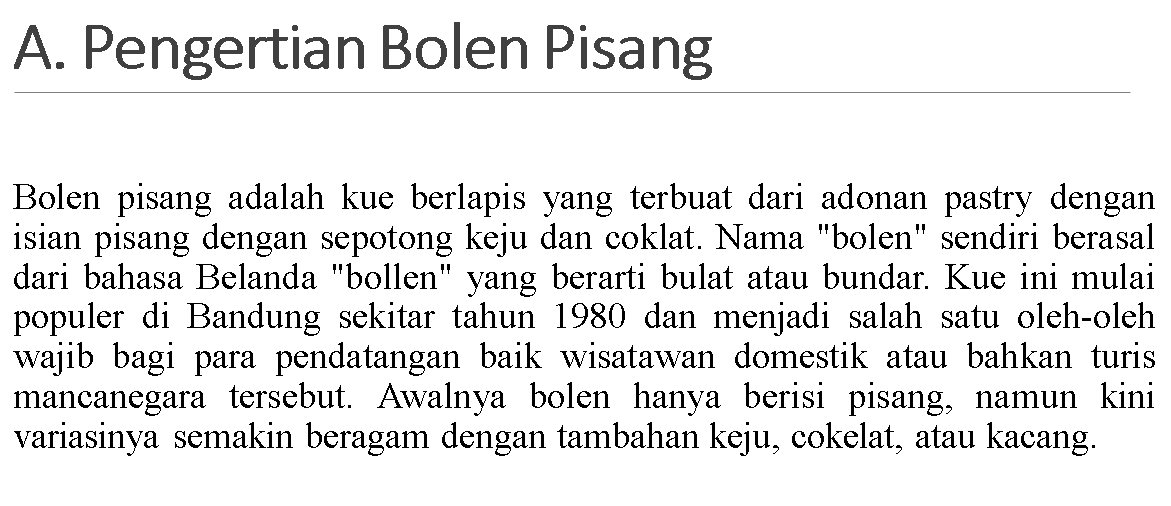 A. Pengertian Bolen Pisang
Bolen pisang adalah kue berlapis yang terbuat dari adonan pastry dengan
isian pisang dengan sepotong keju dan coklat. Nama "bolen" sendiri berasal
dari bahasa Belanda "bollen" yang berarti bulat atau bundar. Kue ini mulai
populer di Bandung sekitar tahun 1980 dan menjadi salah satu oleh-oleh
wajib bagi para pendatangan baik wisatawan domestik atau bahkan turis
mancanegara tersebut. Awalnya bolen hanya berisi pisang, namun kini
variasinya semakin beragam dengan tambahan keju, cokelat, atau kacang.